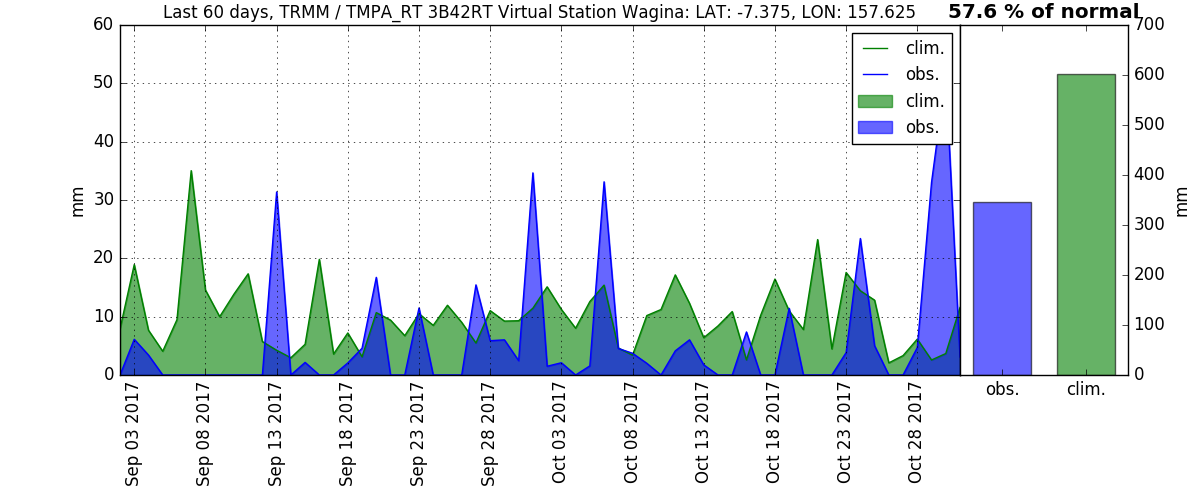 Last 60 days, TRMM / TMPA_RT 3B42RT Virtual Station Wagina: LAT: -7.375, LON: 157.625
57.6 % of normal
60
50
40
30
20
10
0
mm
clim.
obs.
clim.
obs.
700
600
500
400
300
200
100
0
mm
obs.
clim.
Sep 03 2017
Sep 08 2017
Sep 13 2017
Sep 18 2017
Sep 23 2017
Sep 28 2017
Oct 03 2017
Oct 08 2017
Oct 13 2017
Oct 18 2017
Oct 23 2017
Oct 28 2017